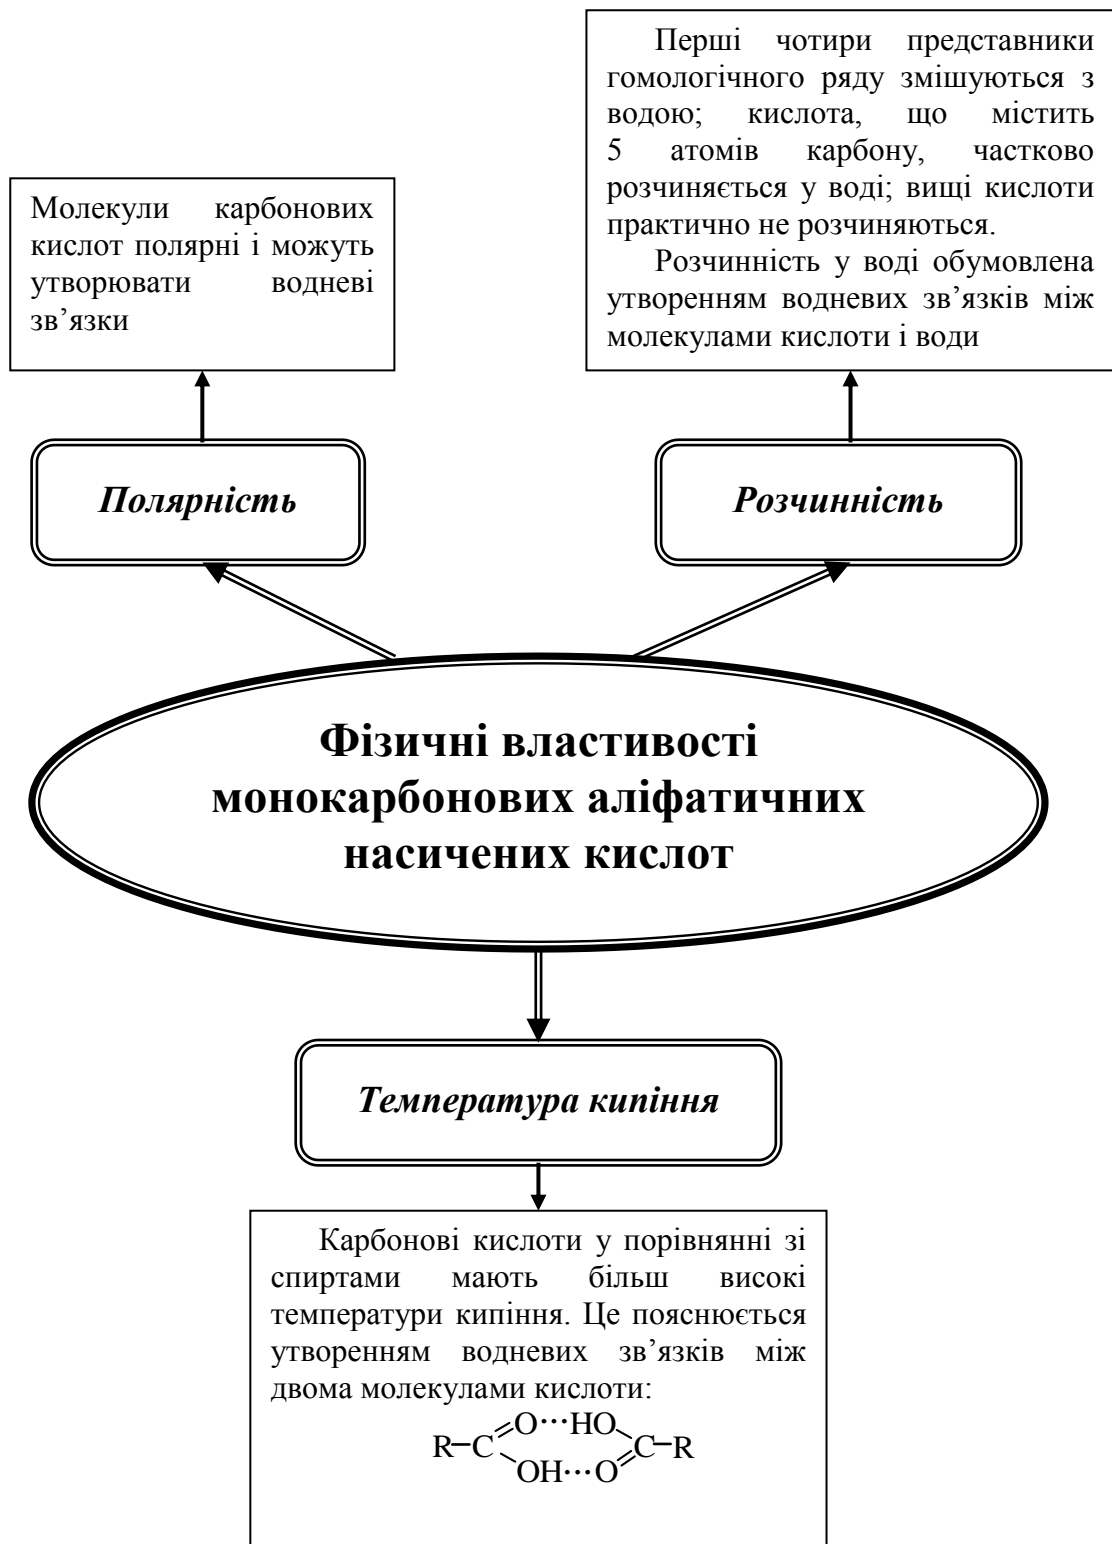 Перші чотири представники
гомологічного ряду змішуються з
водою; кислота, що містить
5 атомів карбону, частково
розчиняється у воді; вищі кислоти
практично не розчиняються.
Розчинність у воді обумовлена
утворенням водневих зв’язків між
молекулами кислоти і води
Молекули карбонових
кислот полярні і можуть
утворювати водневі
зв’язки
Полярність
Розчинність
Фізичні властивості
монокарбонових аліфатичних
насичених кислот
Температура кипіння
Карбонові кислоти у порівнянні зі
спиртами мають більш високі
температури кипіння. Це пояснюється
утворенням водневих зв’язків між
двома молекулами кислоти:
O···HO
R–C C–R
OH···O